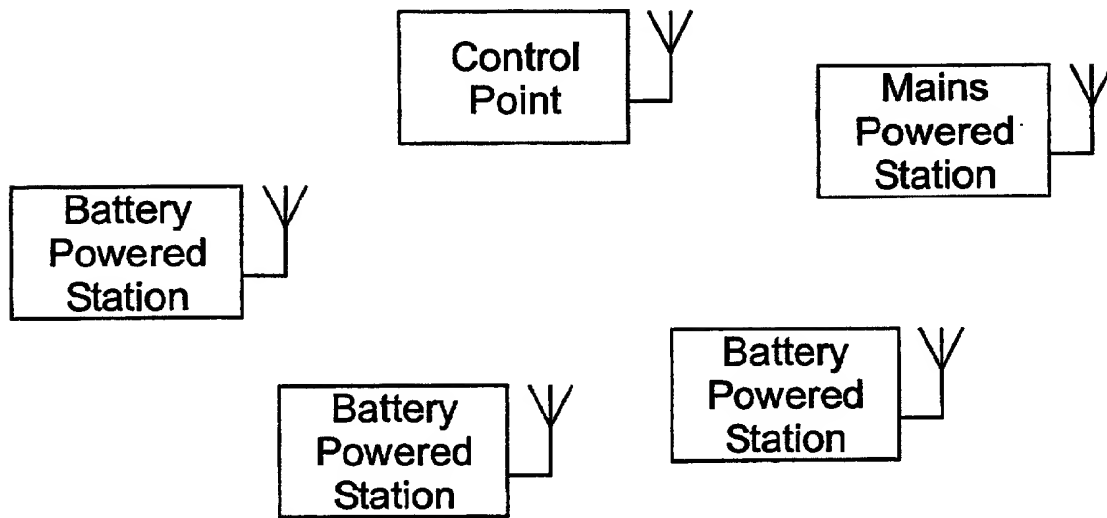 Control
Point
Mains
Powered
Station
Battery
Powered
Station
Battery
Powered
Station
Battery
Powered
Station